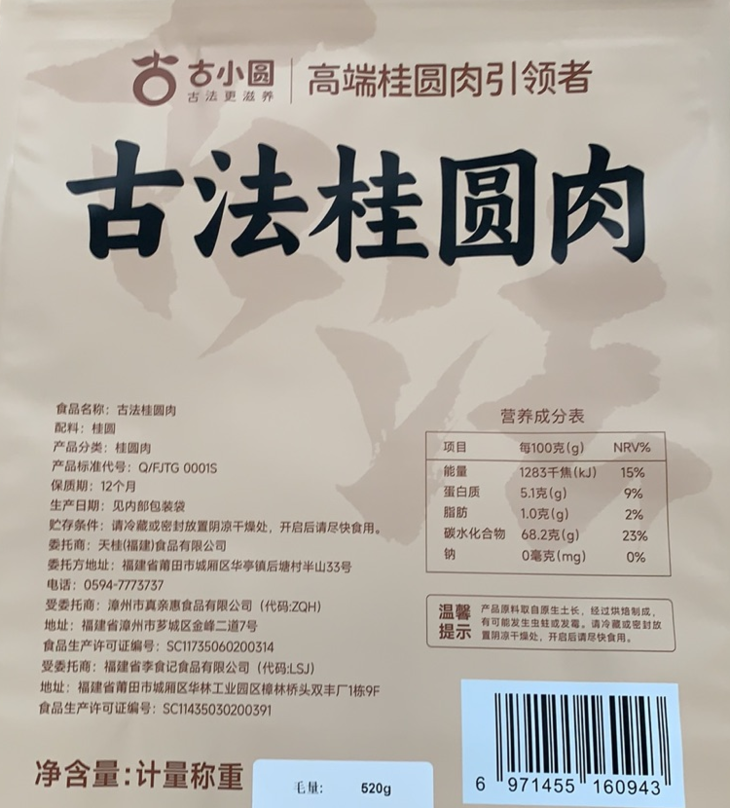 古小圆
古法更滋养
高端桂圆肉引领者
古法桂圆肉
食品名称：古法桂圆肉
配料：桂圆
产品分类：桂圆肉
产品标准代号：Q/FJTG 0001S
保质期：12个月
生产日期：见内部包装袋
贮存条件：请冷藏或密封放置阴凉干燥处，开启后请尽快食用。
委托商：天桂(福建)食品有限公司
委托方地址：福建省莆田市城厢区华亭镇后塘村半山33号
电话：0594-7773737
受委托商：漳州市真亲惠食品有限公司（代码:ZQH）
地址：福建省漳州市芗城区金峰二道7号
食品生产许可证编号：SC11735060200314
受委托商：福建省李食记食品有限公司（代码:LSJ）
地址：福建省莆田市城厢区华林工业园区樟林桥头双丰厂1栋9F
食品生产许可证编号：SC11435030200391
净含量:计量称重
营养成分表
项目 每100克(g) NRV%
能量 1283千焦(kJ) 15%
蛋白质 5.1克(g) 9%
脂肪 1.0克(g) 2%
碳水化合物 68.2克(g) 23%
钠 0毫克(mg) 0%
温馨提示
产品原料取自原生土长，经过烘焙制成，
有可能发生虫蛀或发霉。请冷藏或密封放
置阴凉干燥处，开启后请尽快食用。
毛量: 520g
6 971455 160943